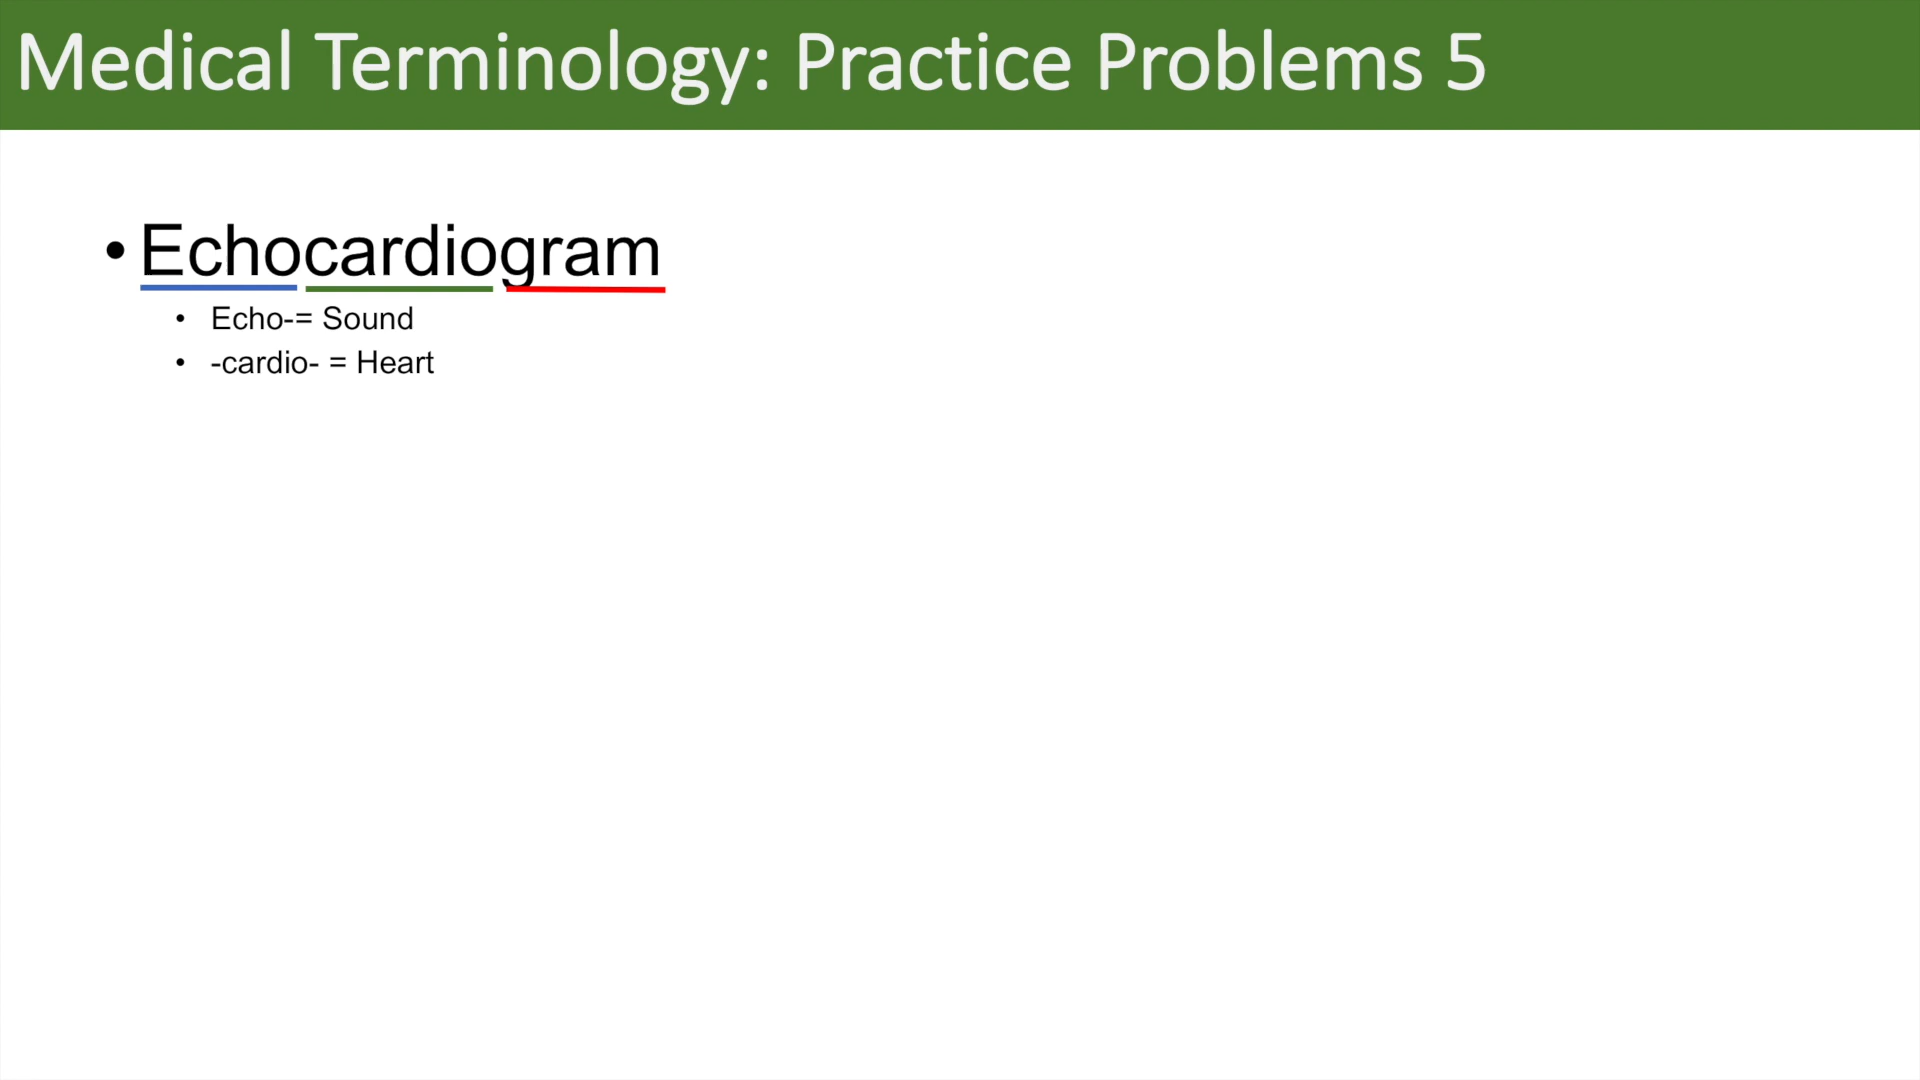 Medical Terminology: Practice Problems 5
• Echocardiogram
• Echo-= Sound
• -cardio- = Heart